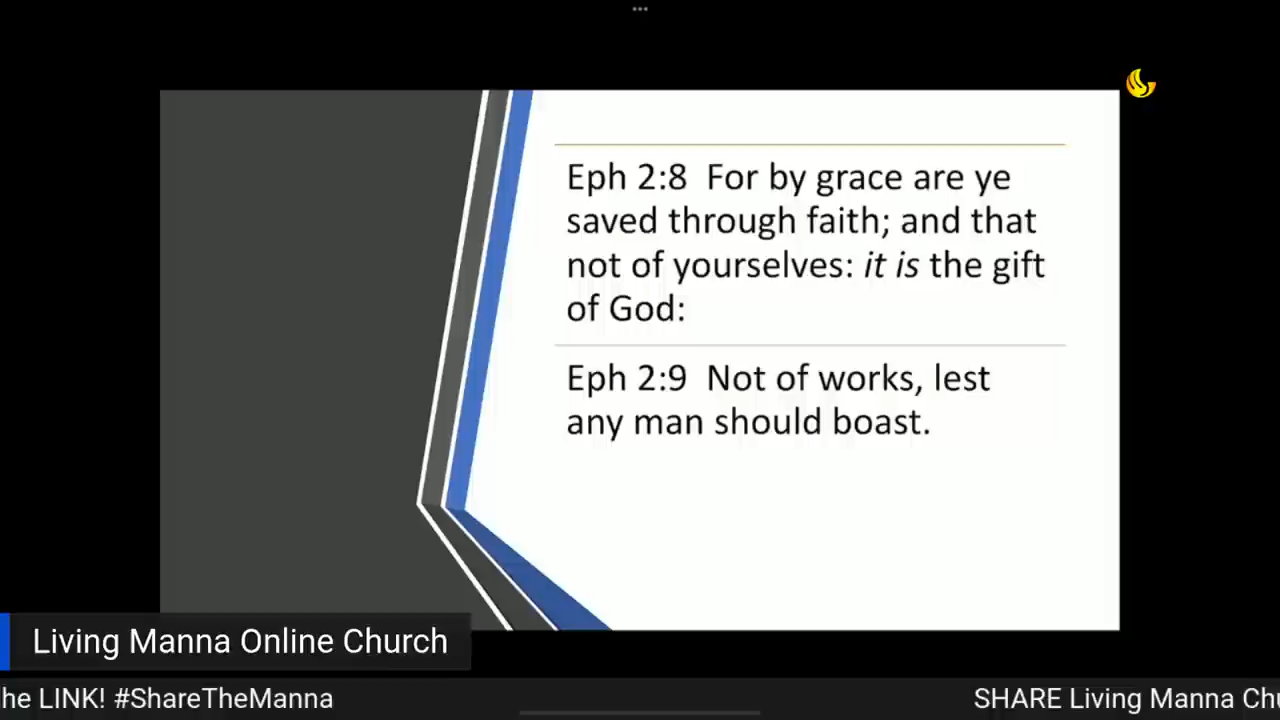 Eph 2:8  For by grace are ye
saved through faith; and that
not of yourselves: it is the gift
of God:
Eph 2:9  Not of works, lest
any man should boast.
Living Manna Online Church
he LINK! #ShareTheManna
SHARE Living Manna Chu